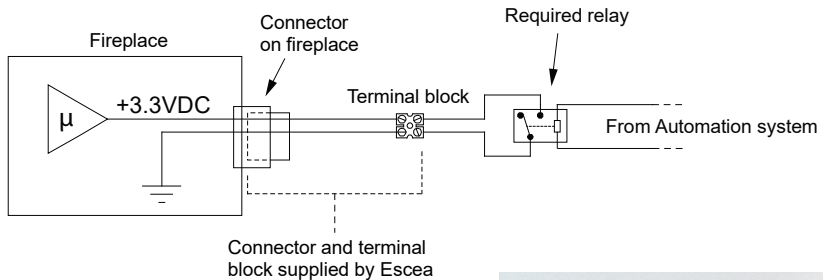 Required relay
Connector
on fireplace
Fireplace
Terminal block
+3.3VDC
μ
From Automation system
Connector and terminal
block supplied by Escea